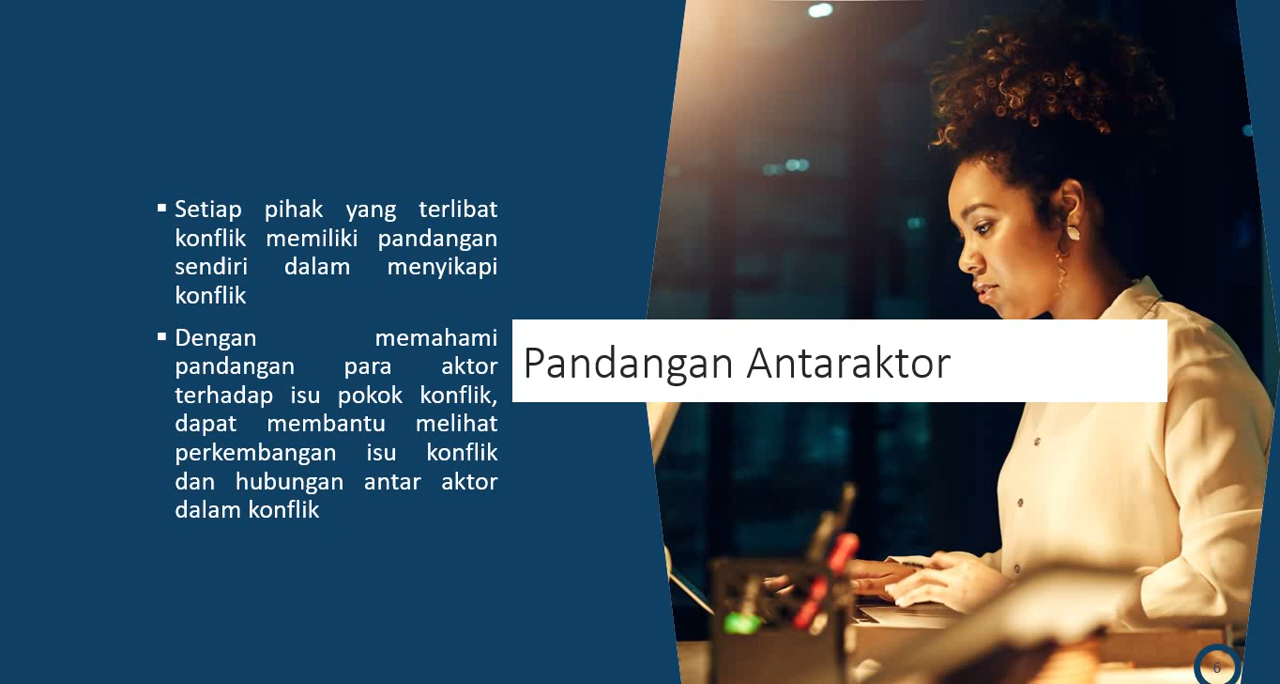 ▪ Setiap pihak yang terlibat
konflik memiliki pandangan
sendiri dalam menyikapi
konflik
▪ Dengan memahami
pandangan para aktor
terhadap isu pokok konflik,
dapat membantu melihat
perkembangan isu konflik
dan hubungan antar aktor
dalam konflik
Pandangan Antaraktor
6